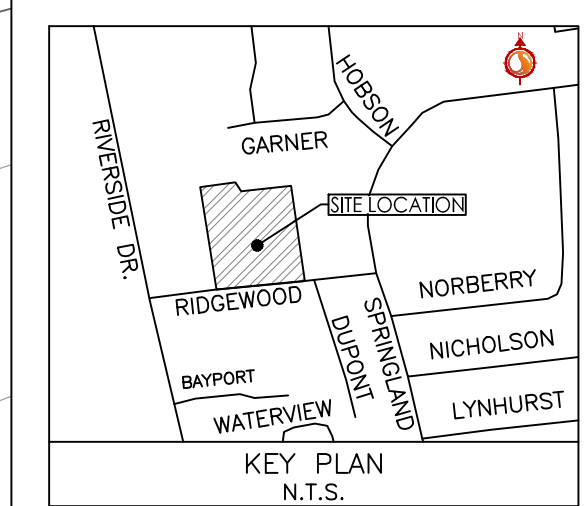 N
HOBSON
GARNER
RIVERSIDE DR.
SITE LOCATION
NORBERRY
RIDGEWOOD
SPRINGLAND
DUPONT
NICHOLSON
BAYPORT
LYNHURST
WATERVIEW
KEY PLAN
N.T.S.